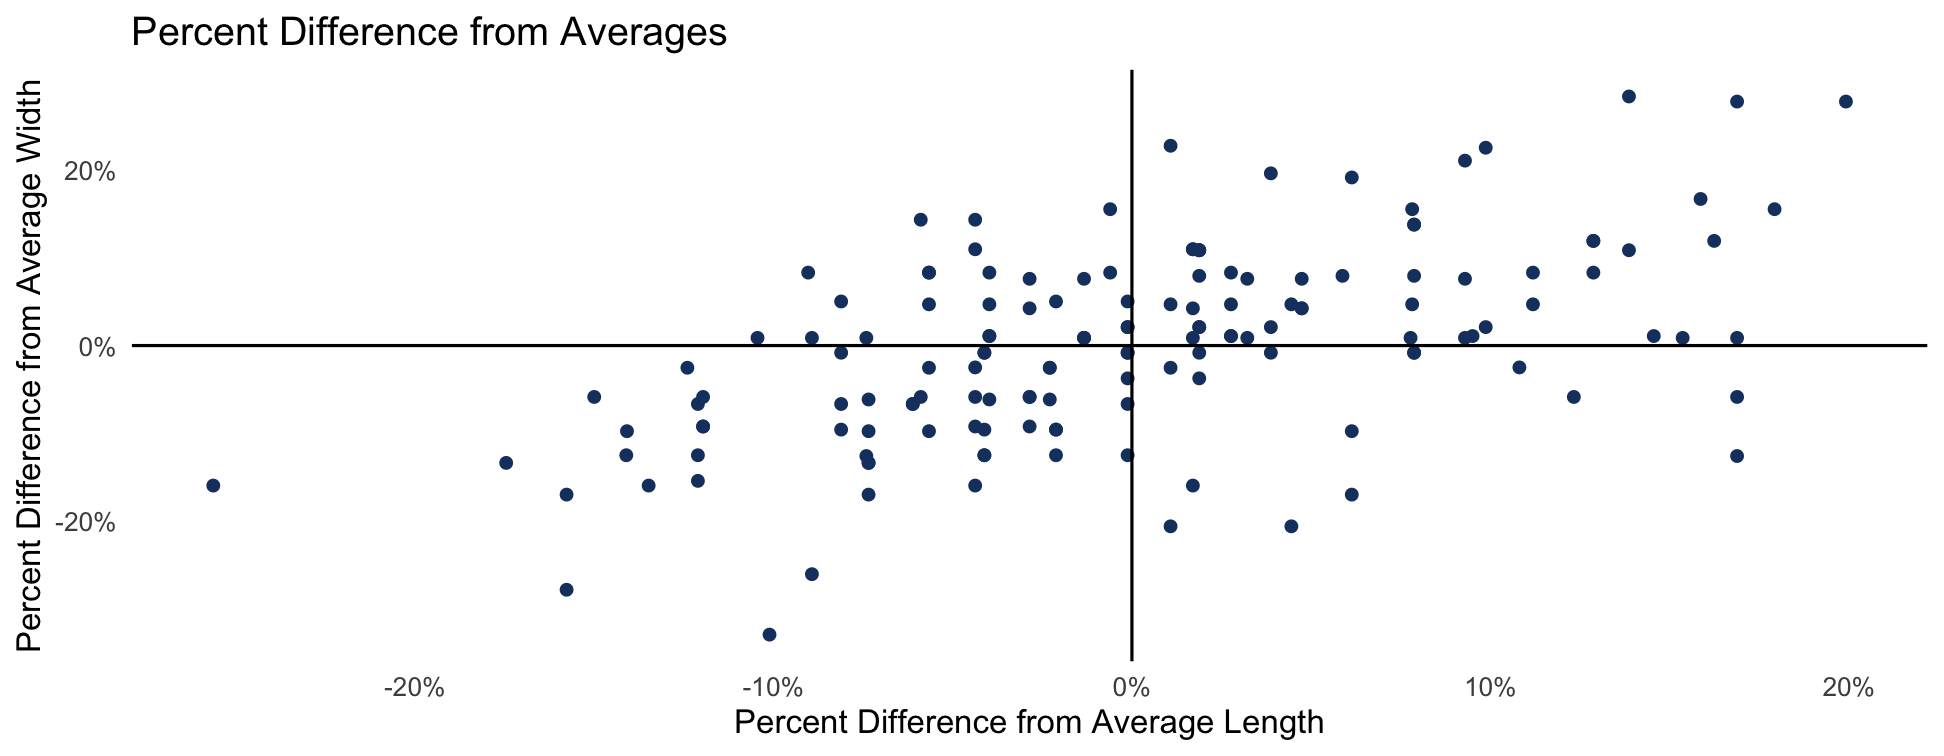 Percent Difference from Averages
Percent Difference from Average Width
20%
0%
-20%
-20%
-10%
0%
10%
20%
Percent Difference from Average Length